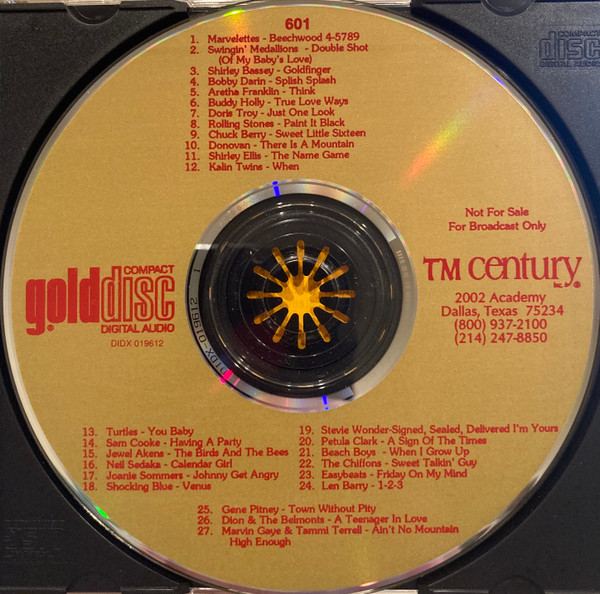 601
1. Marvelettes - Beechwood 4-5789
2. Swingin' Medallions - Double Shot
(Of My Baby's Love)
3. Shirley Bassey - Goldfinger
4. Bobby Darin - Splish Splash
5. Aretha Franklin - Think
6. Buddy Holly - True Love Ways
7. Doris Troy - Just One Look
8. Rolling Stones - Paint It Black
9. Chuck Berry - Sweet Little Sixteen
10. Donovan - There Is A Mountain
11. Shirley Ellis - The Name Game
12. Kalin Twins - When
COMPACT
disc
DIGITAL AUDIO
Not For Sale
For Broadcast Only
COMPACT
golddisc®
DIGITAL AUDIO
DIDX 019612
TM century
inc.®
2002 Academy
Dallas, Texas 75234
(800) 937-2100
(214) 247-8850
DIDX-019612 1
13. Turtles - You Baby
14. Sam Cooke - Having A Party
15. Jewel Akens - The Birds And The Bees
16. Neil Sedaka - Calendar Girl
17. Joanie Sommers - Johnny Get Angry
18. Shocking Blue - Venus
19. Stevie Wonder-Signed, Sealed, Delivered I'm Yours
20. Petula Clark - A Sign Of The Times
21. Beach Boys - When I Grow Up
22. The Chiffons - Sweet Talkin' Guy
23. Easybeats - Friday On My Mind
24. Len Barry - 1-2-3
25. Gene Pitney - Town Without Pity
26. Dion & The Belmonts - A Teenager In Love
27. Marvin Gaye & Tammi Terrell - Ain't No Mountain
High Enough